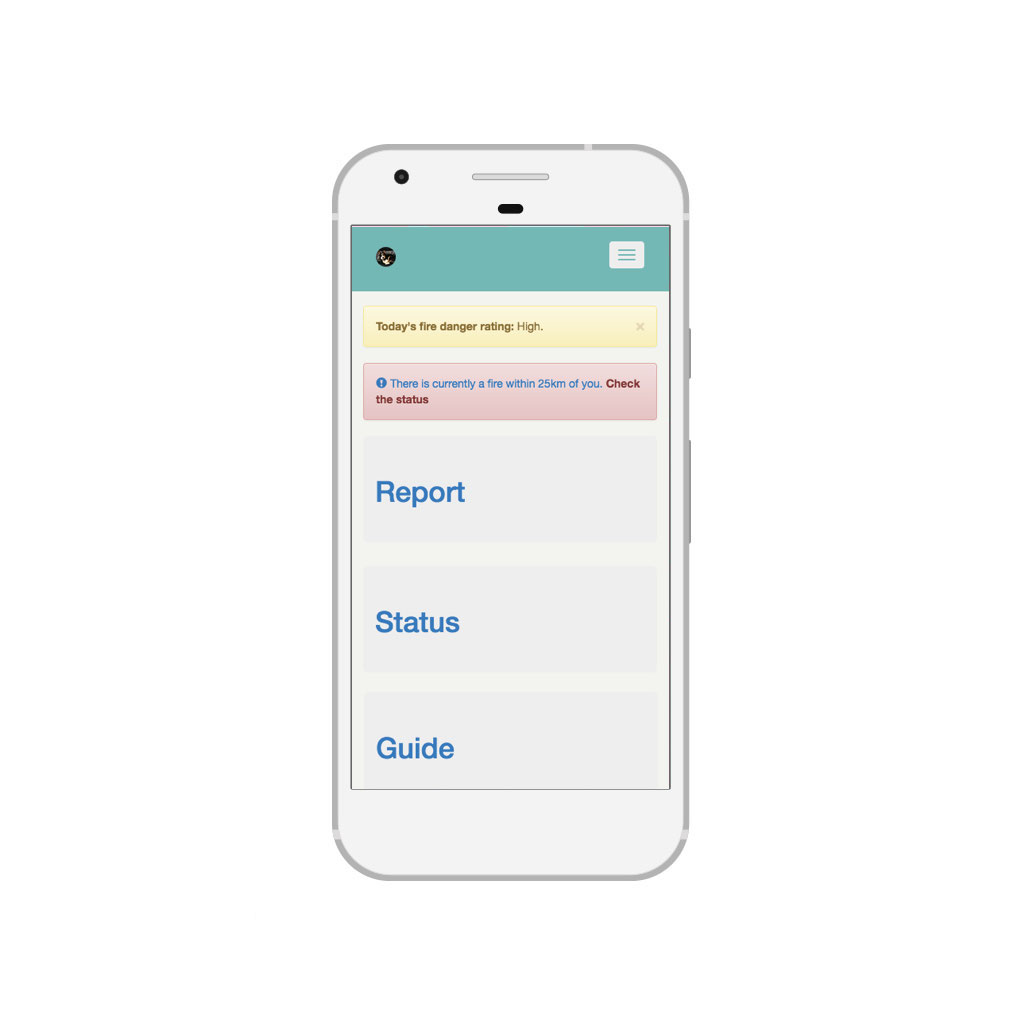 Today's fire danger rating: High.
There is currently a fire within 25km of you. Check
the status
Report
Status
Guide